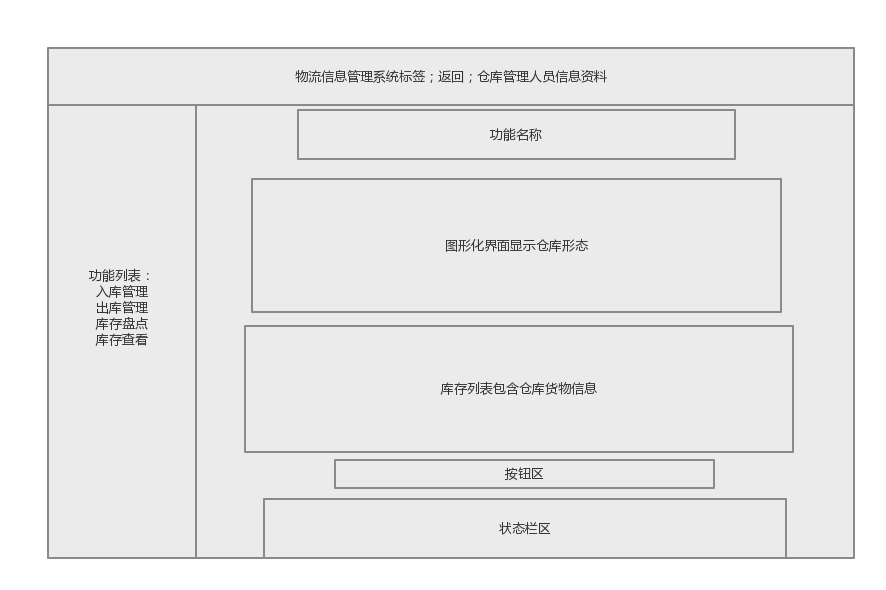 物流信息管理系统标签；返回；仓库管理人员信息资料
功能名称
图形化界面显示仓库形态
功能列表：
入库管理
出库管理
库存盘点
库存查看
库存列表包含仓库货物信息
按钮区
状态栏区